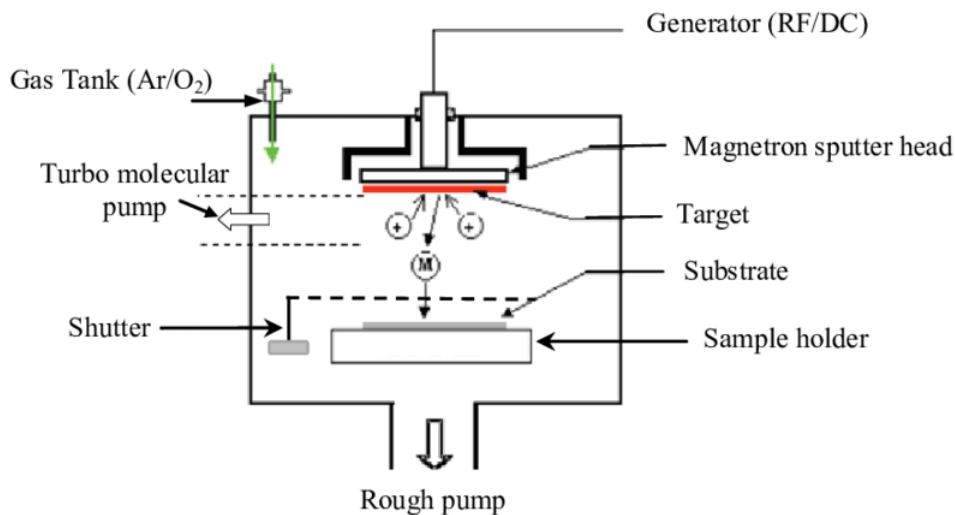 Generator (RF/DC)
Gas Tank (Ar/O₂)
Magnetron sputter head
Turbo molecular
pump
Target
+
+
M
Substrate
Shutter
Sample holder
Rough pump